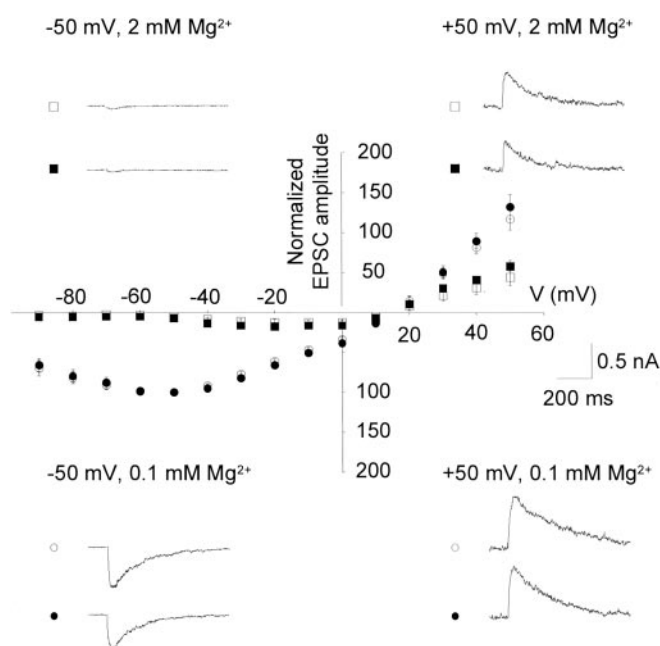 -50 mV, 2 mM Mg²⁺
+50 mV, 2 mM Mg²⁺
Normalized
EPSC amplitude
200
150
100
50
-80
-60
-40
-20
V (mV)
20
40
60
0.5 nA
200 ms
100
150
200
-50 mV, 0.1 mM Mg²⁺
+50 mV, 0.1 mM Mg²⁺